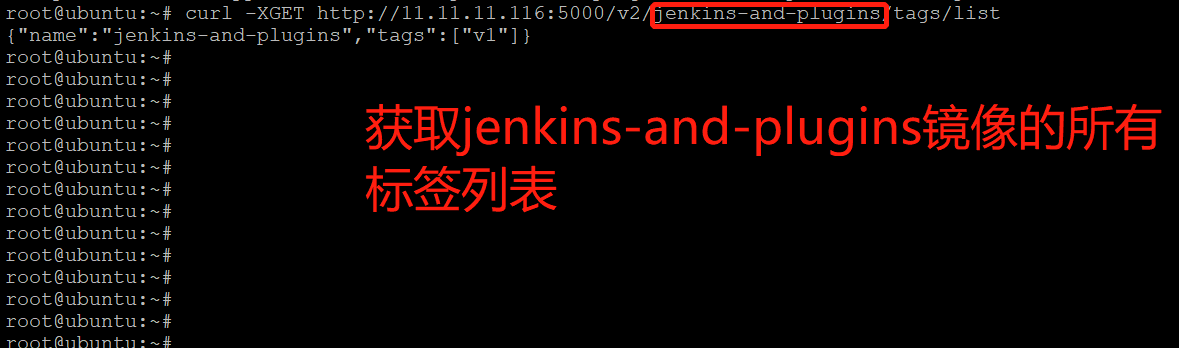 root@ubuntu:~# curl -XGET http://11.11.11.116:5000/v2/jenkins-and-plugins/tags/list
{"name":"jenkins-and-plugins","tags":["v1"]}
root@ubuntu:~#
root@ubuntu:~#
root@ubuntu:~#
root@ubuntu:~#
root@ubuntu:~#
root@ubuntu:~#
root@ubuntu:~#
root@ubuntu:~#
root@ubuntu:~#
root@ubuntu:~#
root@ubuntu:~#
root@ubuntu:~#
root@ubuntu:~#
root@ubuntu:~#
获取jenkins-and-plugins镜像的所有
标签列表